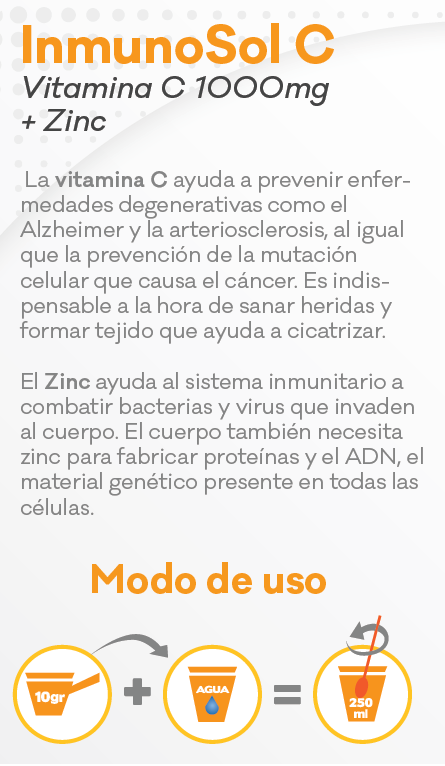 InmunoSol C
Vitamina C 1000mg
+ Zinc
La vitamina C ayuda a prevenir enfer-
medades degenerativas como el
Alzheimer y la arteriosclerosis, al igual
que la prevención de la mutación
celular que causa el cáncer. Es indis-
pensable a la hora de sanar heridas y
formar tejido que ayuda a cicatrizar.
El Zinc ayuda al sistema inmunitario a
combatir bacterias y virus que invaden
al cuerpo. El cuerpo también necesita
zinc para fabricar proteínas y el ADN, el
material genético presente en todas las
células.
Modo de uso
10gr + AGUA = 250
ml